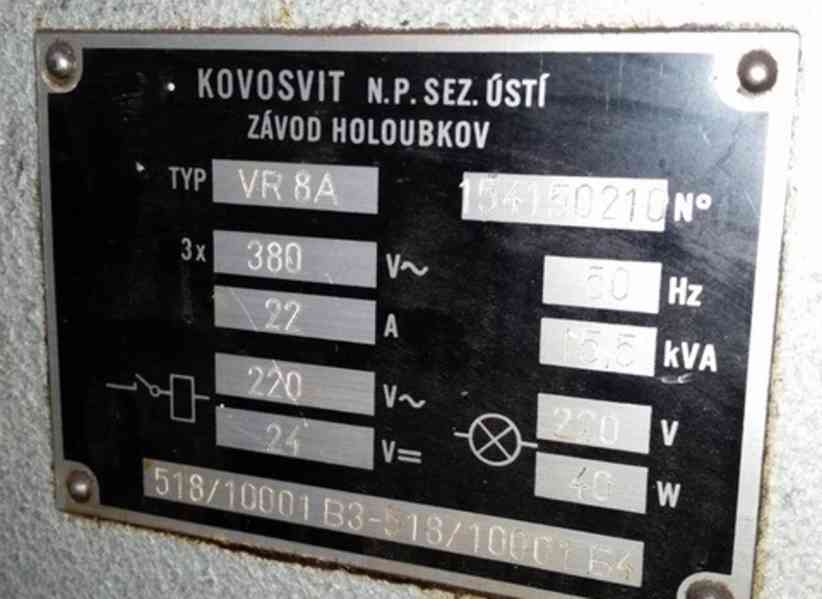 KOVOSVIT N.P. SEZ. ÚSTÍ
ZÁVOD HOLOUBKOV
TYP VR 8A 154150210 Nº
3x 380 V~ 50 Hz
22 A 15,5 kVA
220 V~ 220 V
24 V= 40 W
518/10001 B3-518/10001 B4